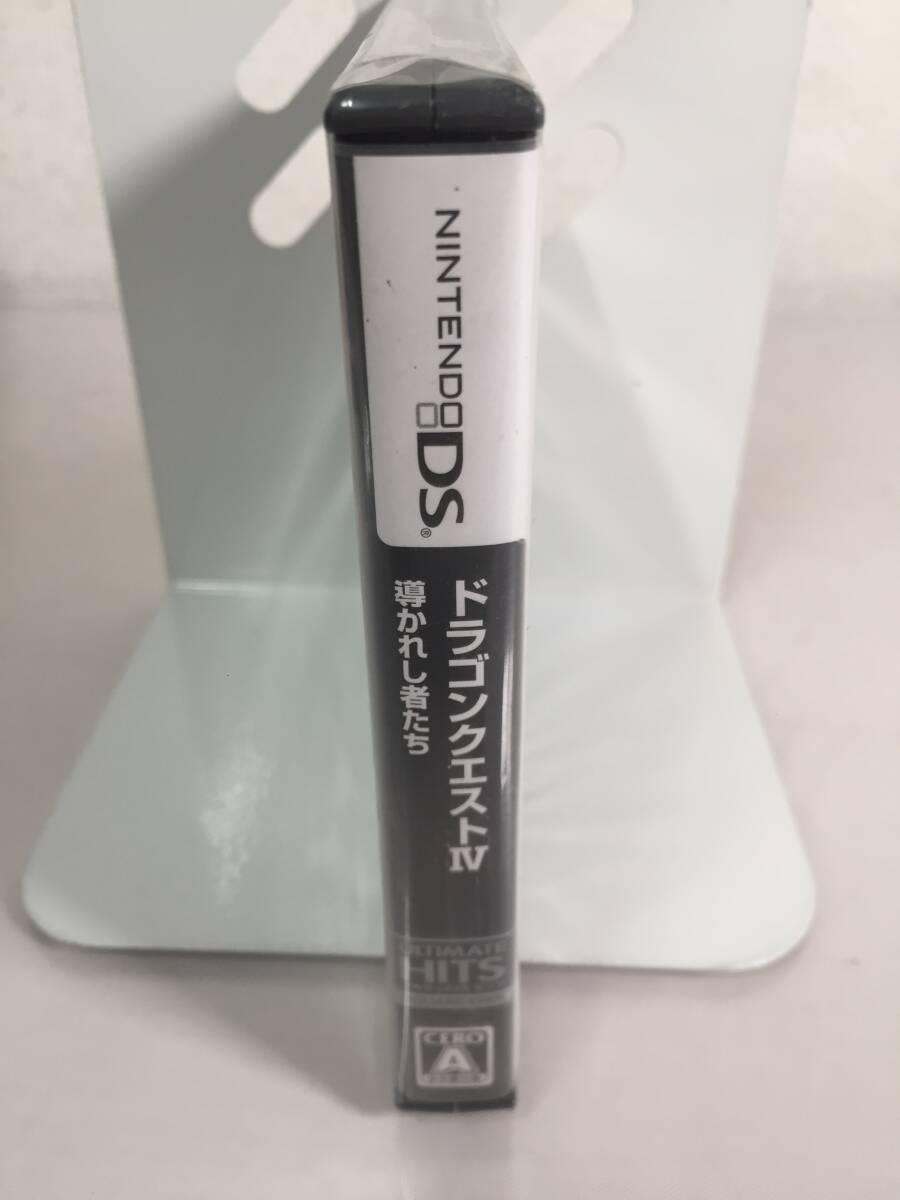 NINTENDO DS®
ドラゴンクエストIV
導かれし者たち
ULTIMATE
HITS
CERO
A